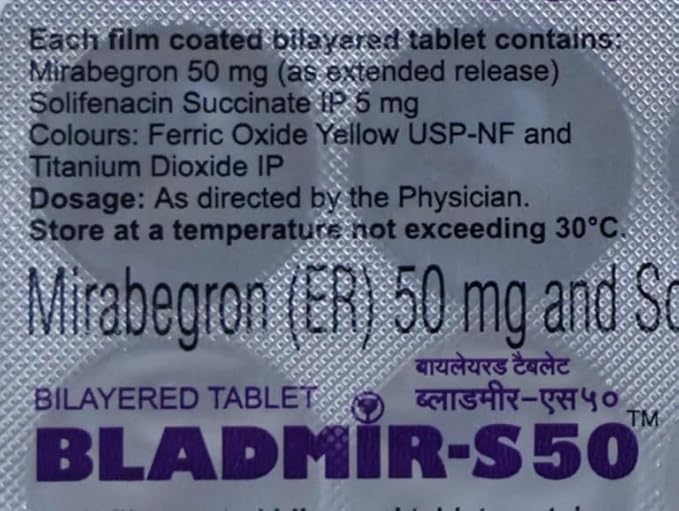 Each film coated bilayered tablet contains:
Mirabegron 50 mg (as extended release)
Solifenacin Succinate IP 5 mg
Colours: Ferric Oxide Yellow USP-NF and
Titanium Dioxide IP
Dosage: As directed by the Physician.
Store at a temperature not exceeding 30°C.
Mirabegron (ER) 50 mg and So
बायलेयरड टैबलेट
BILAYERED TABLET
ब्लाडमीर-एस५०
BLADMIR-S50™